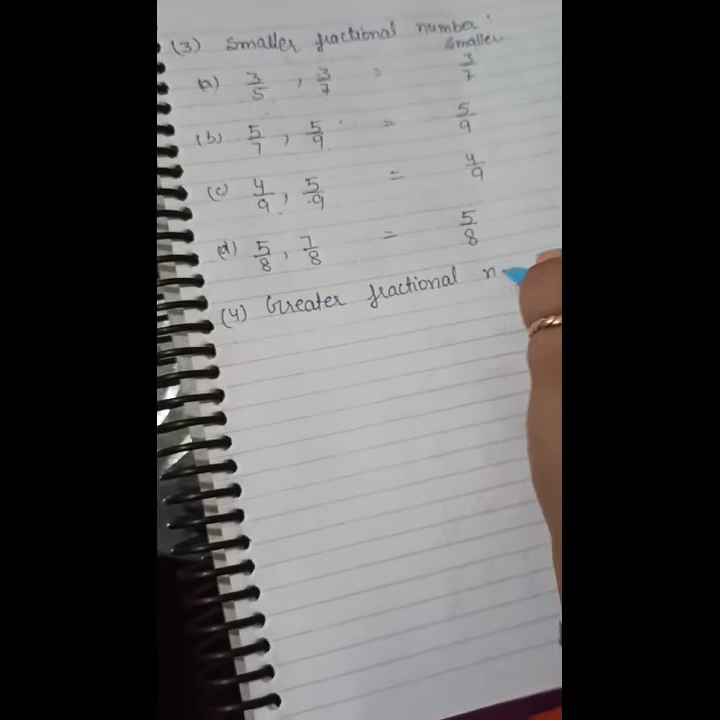 (3) Smaller fractional number:
Smaller
(a) 3/5 , 3/7 = 3/7
(b) 5/7 , 5/9 = 5/9
(c) 4/9 , 5/9 = 4/9
(d) 5/8 , 7/8 = 5/8
(4) Greater fractional n